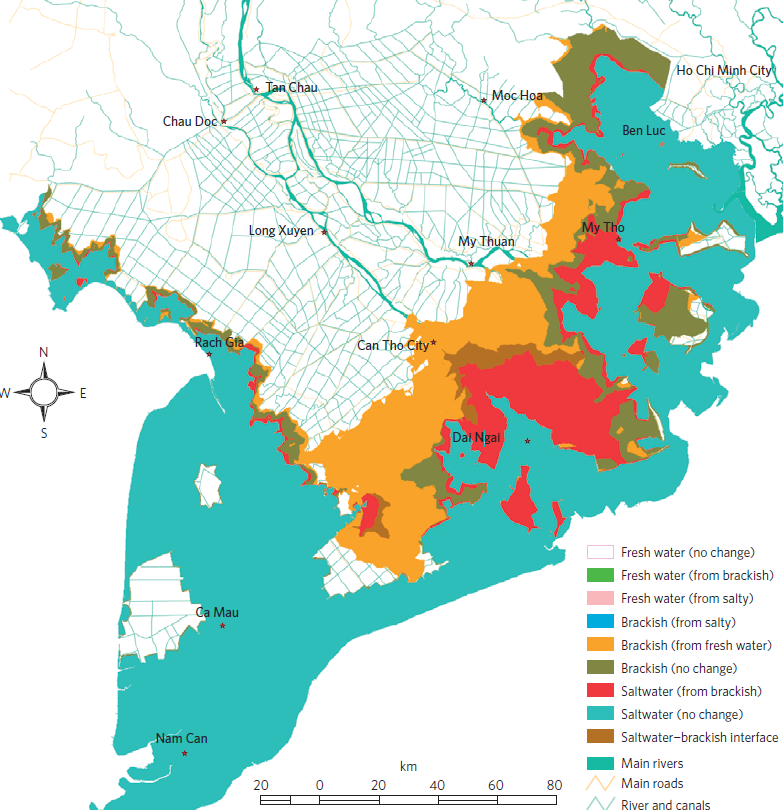 Ho Chi Minh City
Tan Chau
Moc Hoa
Chau Doc
Ben Luc
Long Xuyen
My Tho
My Thuan
Rach Gia
Can Tho City
N
W
E
S
Dai Ngai
Ca Mau
Nam Can
Fresh water (no change)
Fresh water (from brackish)
Fresh water (from salty)
Brackish (from salty)
Brackish (from fresh water)
Brackish (no change)
Saltwater (from brackish)
Saltwater (no change)
Saltwater–brackish interface
Main rivers
Main roads
River and canals
km
20 0 20 40 60 80